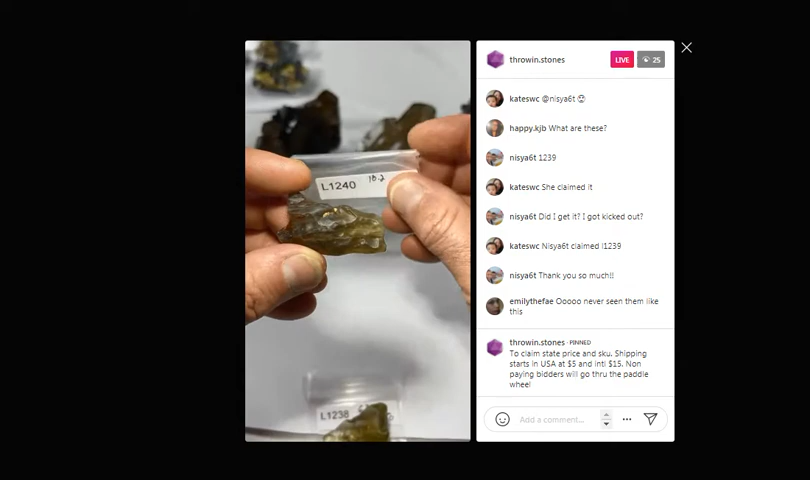 throwin.stones
LIVE
25
kateswc @nisya6t
happy.kjb What are these?
nisya6t 1239
kateswc She claimed it
nisya6t Did I get it? I got kicked out?
kateswc Nisya6t claimed l1239
nisya6t Thank you so much!!
emilythefae Ooooo never seen them like
this
throwin.stones · PINNED
To claim state price and sku. Shipping
starts in USA at $5 and intl $15. Non
paying bidders will go thru the paddle
wheel
Add a comment...
L1240
18.2
L1238